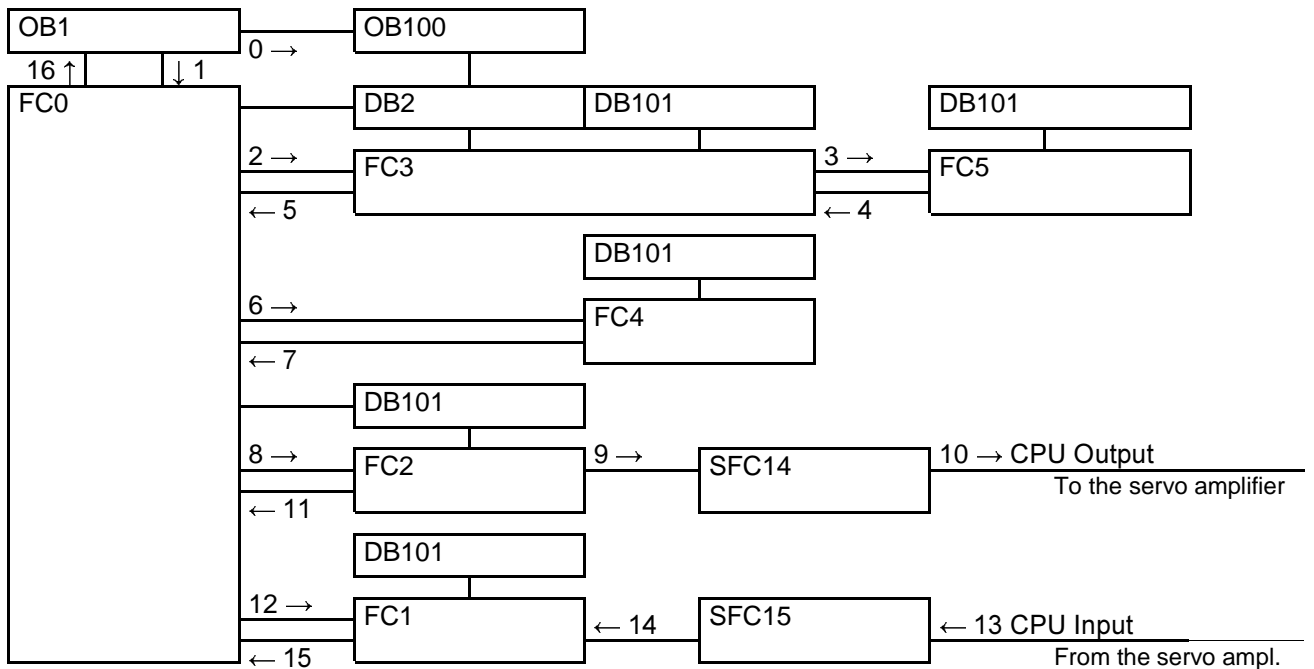 OB1
0 →
OB100
16 ↑
↓ 1
FC0
DB2
DB101
DB101
2 →
FC3
3 →
FC5
← 5
← 4
DB101
6 →
FC4
← 7
DB101
8 →
FC2
9 →
SFC14
10 → CPU Output
To the servo amplifier
← 11
DB101
12 →
FC1
← 14
SFC15
← 13 CPU Input
← 15
From the servo ampl.